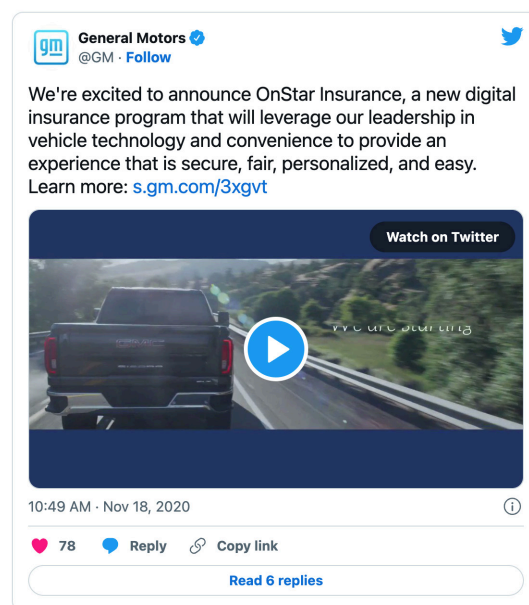 gm
General Motors
@GM · Follow
We're excited to announce OnStar Insurance, a new digital
insurance program that will leverage our leadership in
vehicle technology and convenience to provide an
experience that is secure, fair, personalized, and easy.
Learn more: s.gm.com/3xgvt
Watch on Twitter
We are starting
10:49 AM · Nov 18, 2020
78 Reply Copy link
Read 6 replies